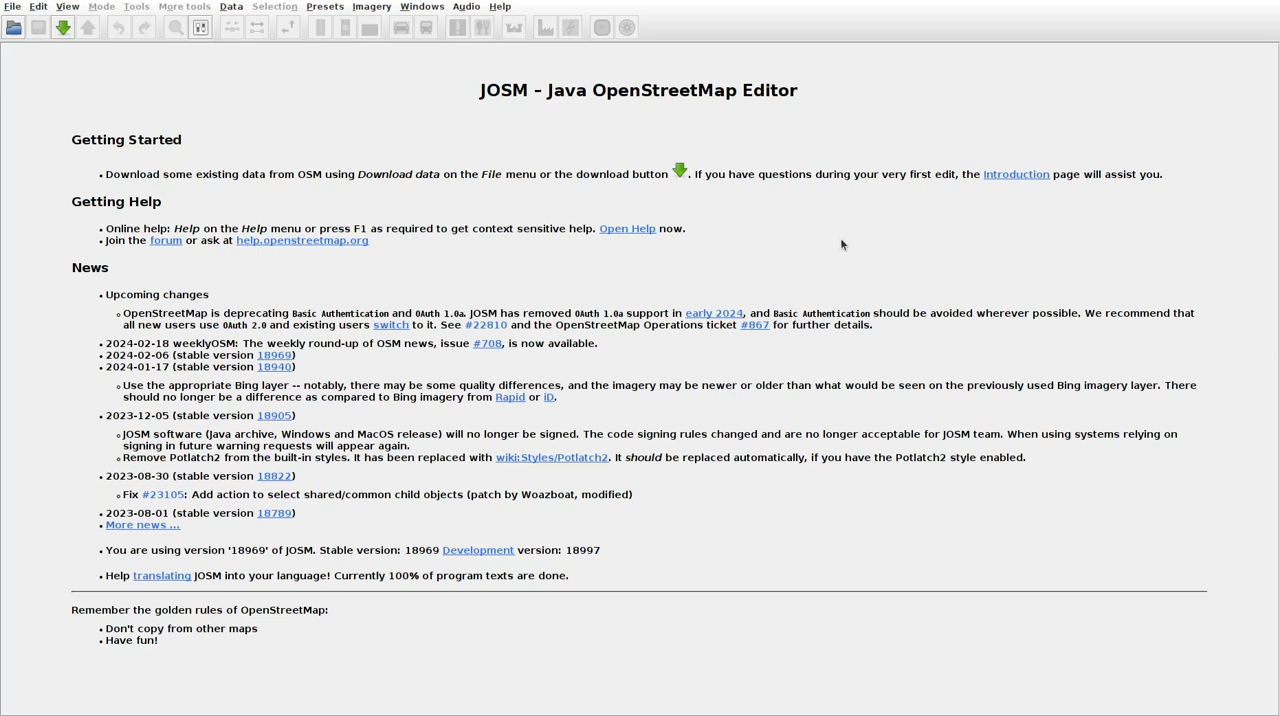 File Edit View Mode Tools More tools Data Selection Presets Imagery Windows Audio Help
JOSM – Java OpenStreetMap Editor
Getting Started
• Download some existing data from OSM using Download data on the File menu or the download button . If you have questions during your very first edit, the Introduction page will assist you.
Getting Help
• Online help: Help on the Help menu or press F1 as required to get context sensitive help. Open Help now.
• Join the forum or ask at help.openstreetmap.org
News
• Upcoming changes
◦ OpenStreetMap is deprecating Basic Authentication and OAuth 1.0a. JOSM has removed OAuth 1.0a support in early 2024, and Basic Authentication should be avoided wherever possible. We recommend that
all new users use OAuth 2.0 and existing users switch to it. See #22810 and the OpenStreetMap Operations ticket #867 for further details.
• 2024-02-18 weeklyOSM: The weekly round-up of OSM news, issue #708, is now available.
• 2024-02-06 (stable version 18969)
• 2024-01-17 (stable version 18940)
◦ Use the appropriate Bing layer -- notably, there may be some quality differences, and the imagery may be newer or older than what would be seen on the previously used Bing imagery layer. There
should no longer be a difference as compared to Bing imagery from Rapid or iD.
• 2023-12-05 (stable version 18905)
◦ JOSM software (Java archive, Windows and MacOS release) will no longer be signed. The code signing rules changed and are no longer acceptable for JOSM team. When using systems relying on
signing in future warning requests will appear again.
◦ Remove Potlatch2 from the built-in styles. It has been replaced with wiki:Styles/Potlatch2. It should be replaced automatically, if you have the Potlatch2 style enabled.
• 2023-08-30 (stable version 18822)
◦ Fix #23105: Add action to select shared/common child objects (patch by Woazboat, modified)
• 2023-08-01 (stable version 18789)
• More news ...
• You are using version '18969' of JOSM. Stable version: 18969 Development version: 18997
• Help translating JOSM into your language! Currently 100% of program texts are done.
Remember the golden rules of OpenStreetMap:
• Don't copy from other maps
• Have fun!